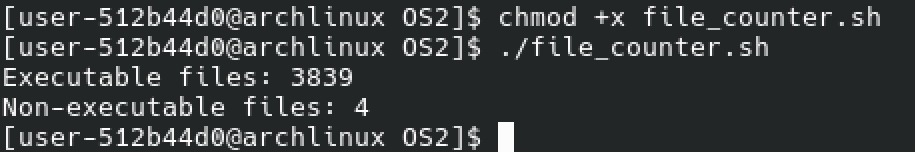 [user-512b44d0@archlinux OS2]$ chmod +x file_counter.sh
[user-512b44d0@archlinux OS2]$ ./file_counter.sh
Executable files: 3839
Non-executable files: 4
[user-512b44d0@archlinux OS2]$